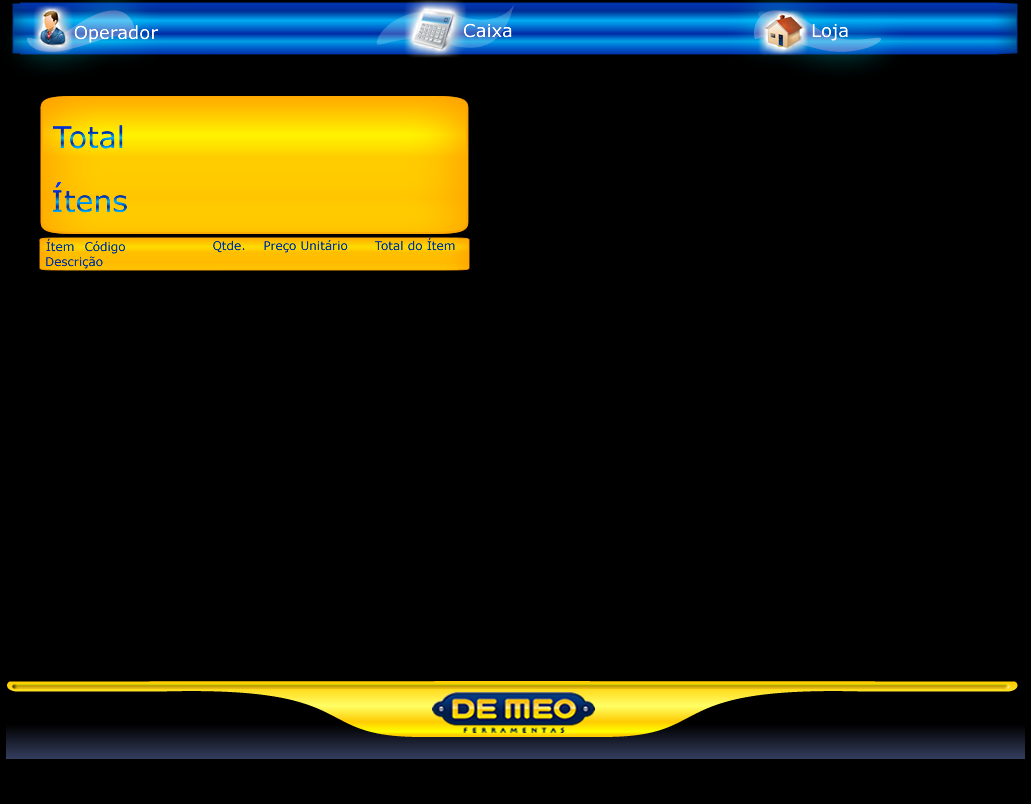 Operador Caixa Loja
Total
Ítens
Ítem Código Qtde. Preço Unitário Total do Ítem
Descrição
DE MEO
FERRAMENTAS